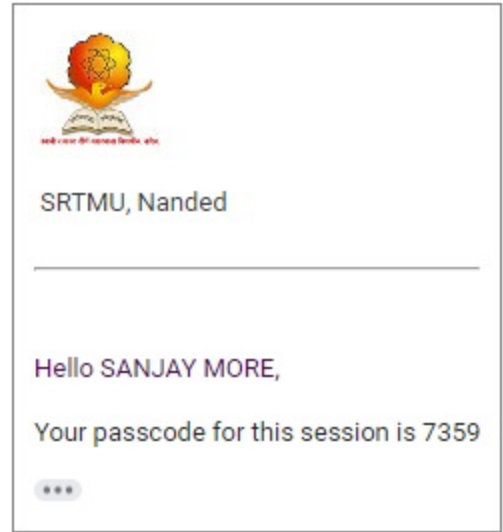 SRTMU, Nanded
Hello SANJAY MORE,
Your passcode for this session is 7359